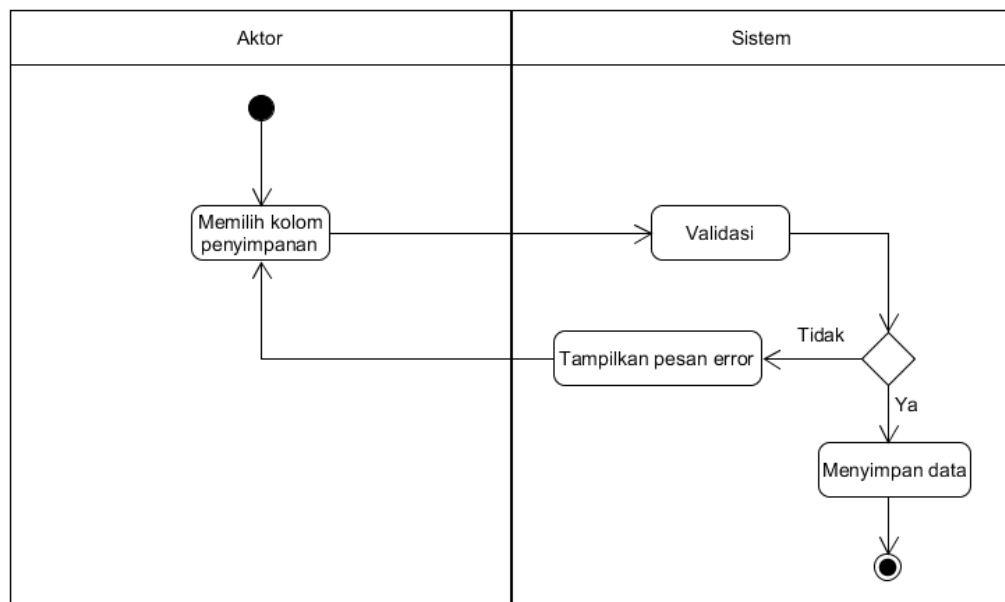 Aktor
Sistem
Memilih kolom
penyimpanan
Validasi
Tidak
Tampilkan pesan error
Ya
Menyimpan data